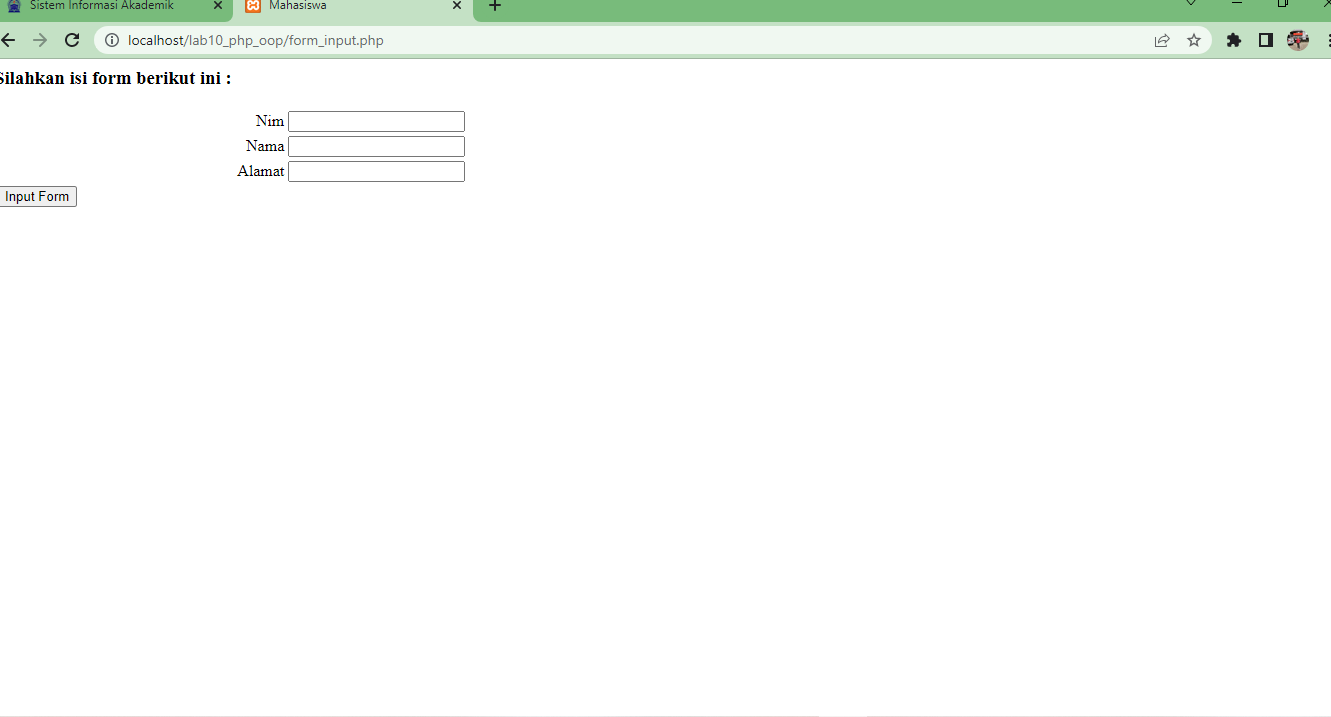 Sistem Informasi Akademik
Mahasiswa
localhost/lab10_php_oop/form_input.php
Silahkan isi form berikut ini :
Nim
Nama
Alamat
Input Form